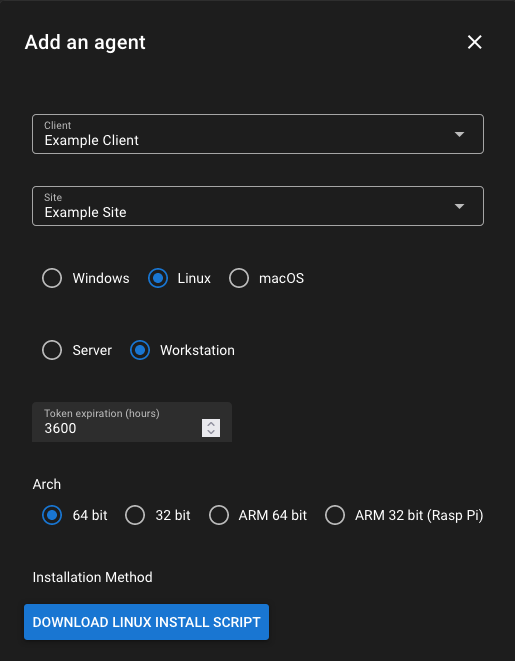 Add an agent
Client
Example Client
Site
Example Site
Windows Linux macOS
Server Workstation
Token expiration (hours)
3600
Arch
64 bit 32 bit ARM 64 bit ARM 32 bit (Rasp Pi)
Installation Method
DOWNLOAD LINUX INSTALL SCRIPT